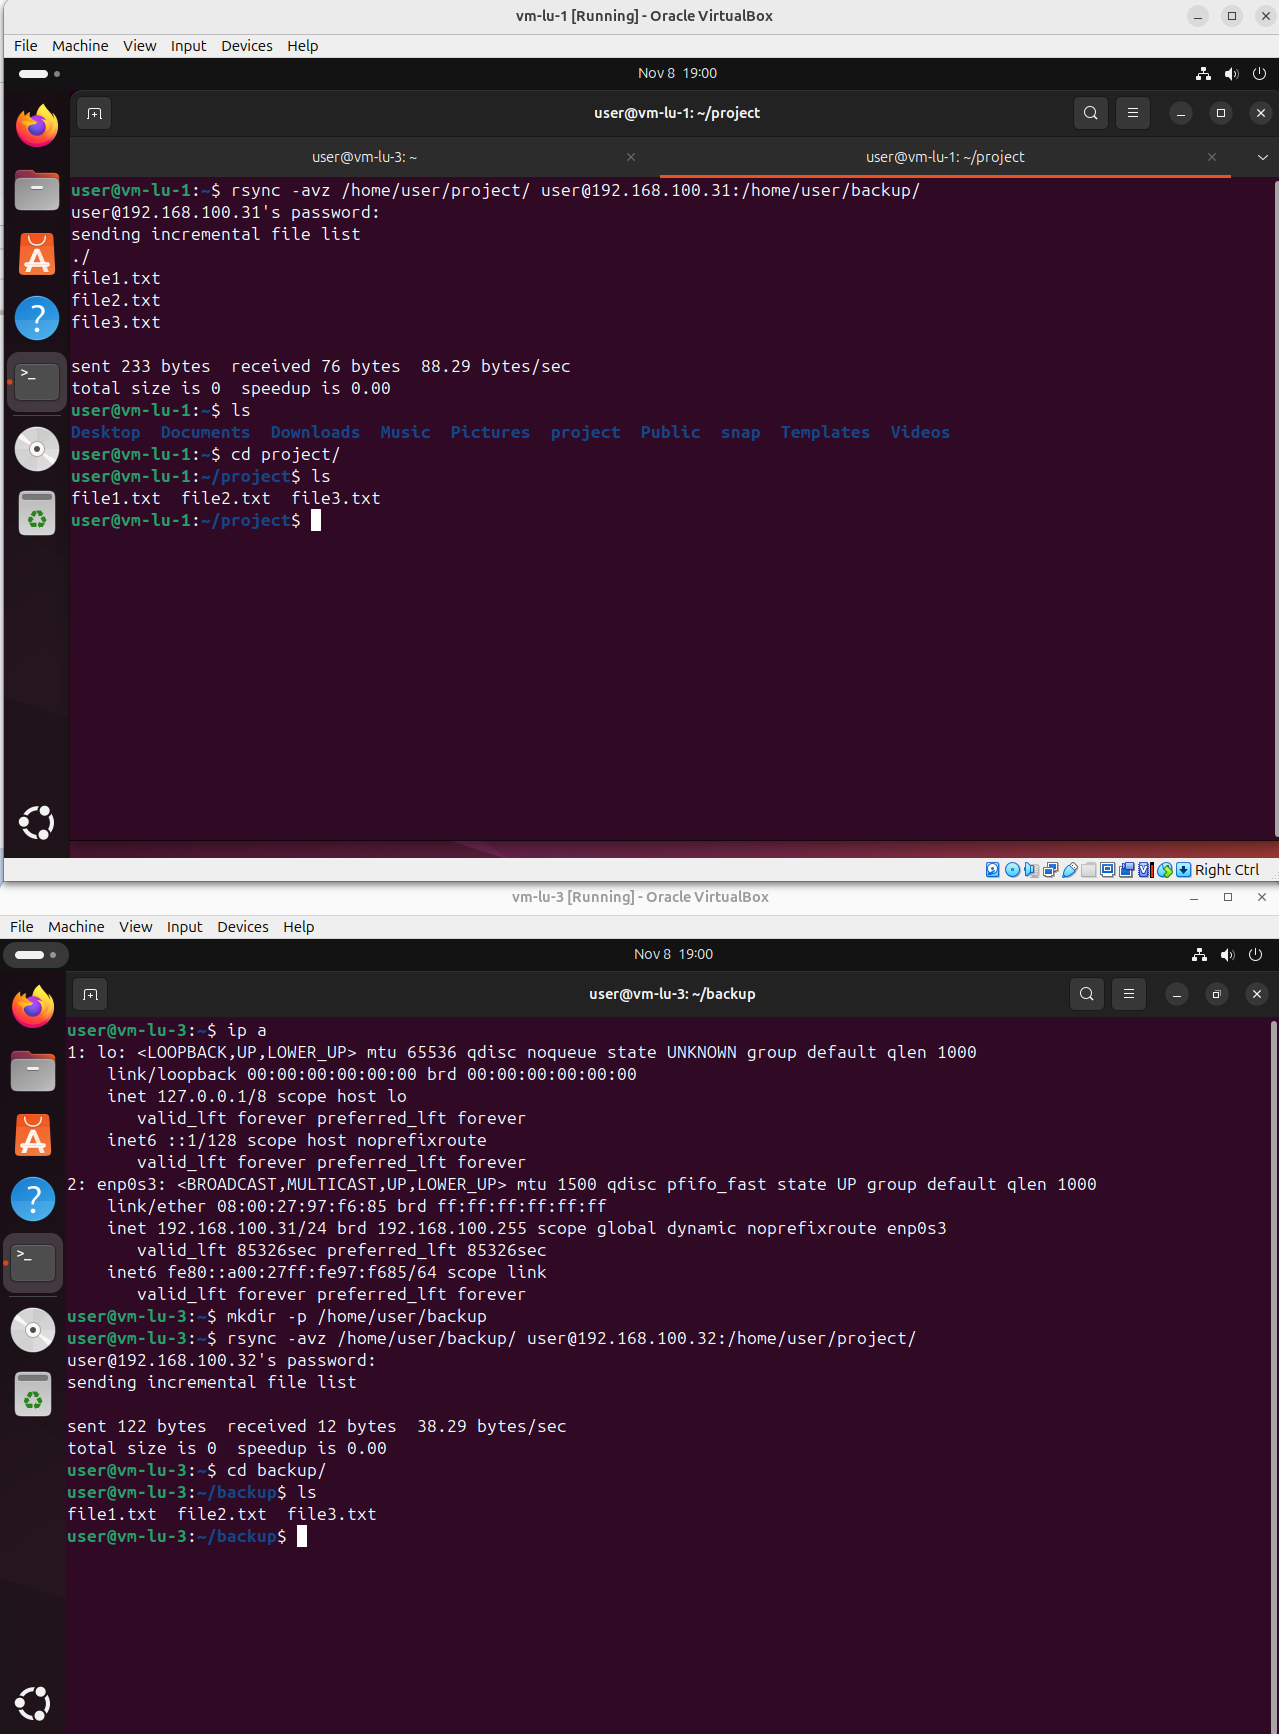 vm-lu-1 [Running] - Oracle VirtualBox
File Machine View Input Devices Help
Nov 8 19:00
user@vm-lu-1: ~/project
user@vm-lu-3: ~
user@vm-lu-1: ~/project
user@vm-lu-1:~$ rsync -avz /home/user/project/ user@192.168.100.31:/home/user/backup/
user@192.168.100.31's password:
sending incremental file list
./
file1.txt
file2.txt
file3.txt
sent 233 bytes  received 76 bytes  88.29 bytes/sec
total size is 0  speedup is 0.00
user@vm-lu-1:~$ ls
Desktop  Documents  Downloads  Music  Pictures  project  Public  snap  Templates  Videos
user@vm-lu-1:~$ cd project/
user@vm-lu-1:~/project$ ls
file1.txt  file2.txt  file3.txt
user@vm-lu-1:~/project$
Right Ctrl
vm-lu-3 [Running] - Oracle VirtualBox
File Machine View Input Devices Help
Nov 8 19:00
user@vm-lu-3: ~/backup
user@vm-lu-3:~$ ip a
1: lo: <LOOPBACK,UP,LOWER_UP> mtu 65536 qdisc noqueue state UNKNOWN group default qlen 1000
link/loopback 00:00:00:00:00:00 brd 00:00:00:00:00:00
inet 127.0.0.1/8 scope host lo
valid_lft forever preferred_lft forever
inet6 ::1/128 scope host noprefixroute
valid_lft forever preferred_lft forever
2: enp0s3: <BROADCAST,MULTICAST,UP,LOWER_UP> mtu 1500 qdisc pfifo_fast state UP group default qlen 1000
link/ether 08:00:27:97:f6:85 brd ff:ff:ff:ff:ff:ff
inet 192.168.100.31/24 brd 192.168.100.255 scope global dynamic noprefixroute enp0s3
valid_lft 85326sec preferred_lft 85326sec
inet6 fe80::a00:27ff:fe97:f685/64 scope link
valid_lft forever preferred_lft forever
user@vm-lu-3:~$ mkdir -p /home/user/backup
user@vm-lu-3:~$ rsync -avz /home/user/backup/ user@192.168.100.32:/home/user/project/
user@192.168.100.32's password:
sending incremental file list
sent 122 bytes  received 12 bytes  38.29 bytes/sec
total size is 0  speedup is 0.00
user@vm-lu-3:~$ cd backup/
user@vm-lu-3:~/backup$ ls
file1.txt  file2.txt  file3.txt
user@vm-lu-3:~/backup$